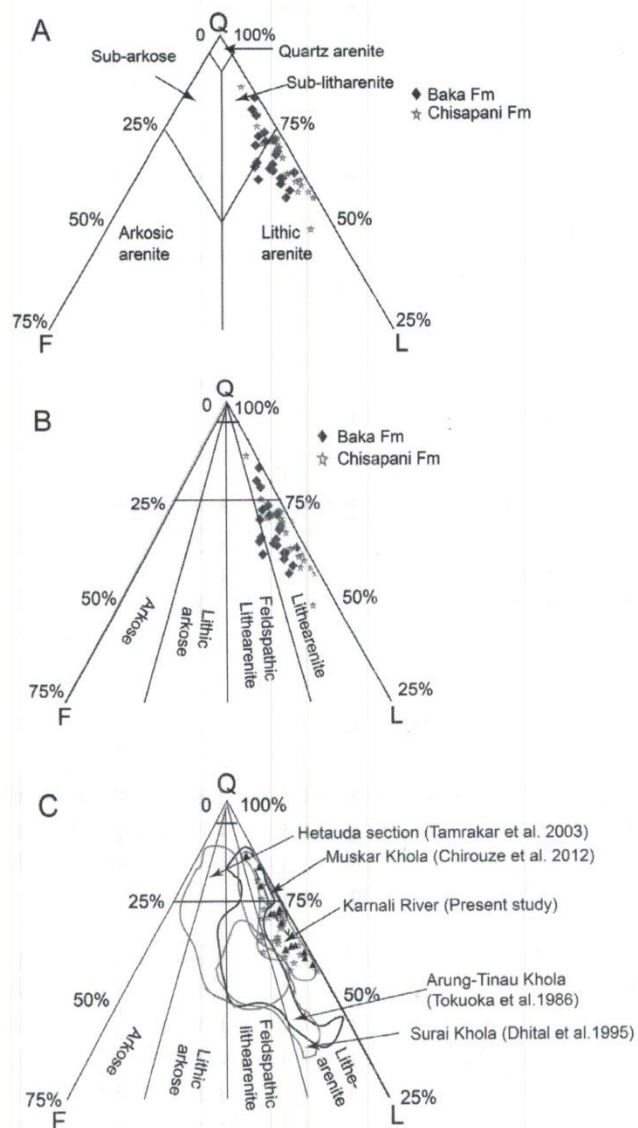 A
Q
0 100%
Quartz arenite
Sub-arkose
Sub-litharenite
Baka Fm
Chisapani Fm
25%
75%
50%
50%
Arkosic
arenite
Lithic
arenite
75%
25%
F
L
B
Q
0 100%
Baka Fm
Chisapani Fm
25%
75%
50%
50%
Arkose
Lithic
arkose
Feldspathic
Lithearenite
Lithearenite
75%
25%
F
L
C
Q
0 100%
Hetauda section (Tamrakar et al. 2003)
Muskar Khola (Chirouze et al. 2012)
25%
75%
Karnali River (Present study)
Arung-Tinau Khola
(Tokuoka et al.1986)
50%
50%
Surai Khola (Dhital et al.1995)
Arkose
Lithic
arkose
Feldspathic
lithearenite
Lithe-
arenite
75%
25%
F
L